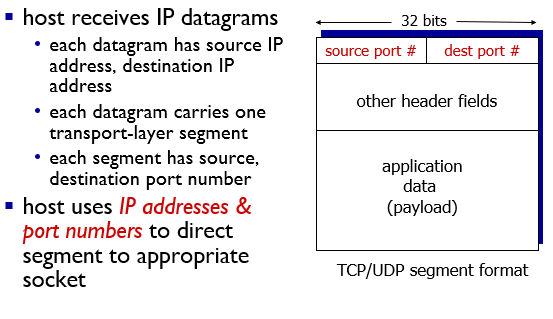 ▪ host receives IP datagrams
• each datagram has source IP
address, destination IP
address
• each datagram carries one
transport-layer segment
• each segment has source,
destination port number
▪ host uses IP addresses &
port numbers to direct
segment to appropriate
socket
32 bits
source port # dest port #
other header fields
application
data
(payload)
TCP/UDP segment format